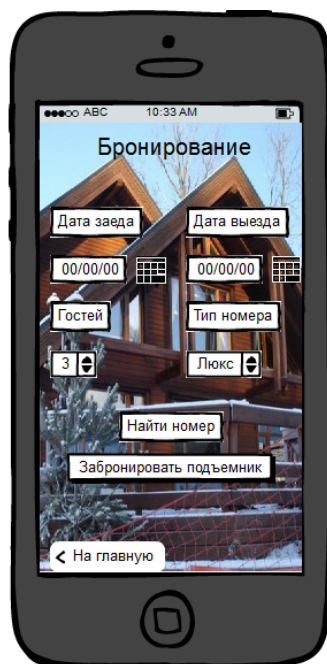 ABC 10:33 AM
Бронирование
Дата заеда Дата выезда
00/00/00 00/00/00
Гостей Тип номера
3 Люкс
Найти номер
Забронировать подъемник
На главную